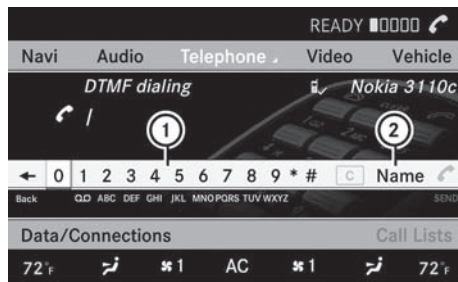 READY
Navi Audio Telephone Video Vehicle
DTMF dialing Nokia 3110c
1 2
0 1 2 3 4 5 6 7 8 9 * # C Name
Back QO ABC DEF GHI JKL MNO PQRS TUV WXYZ SEND
Data/Connections Call Lists
72°F 1 AC 1 72°F